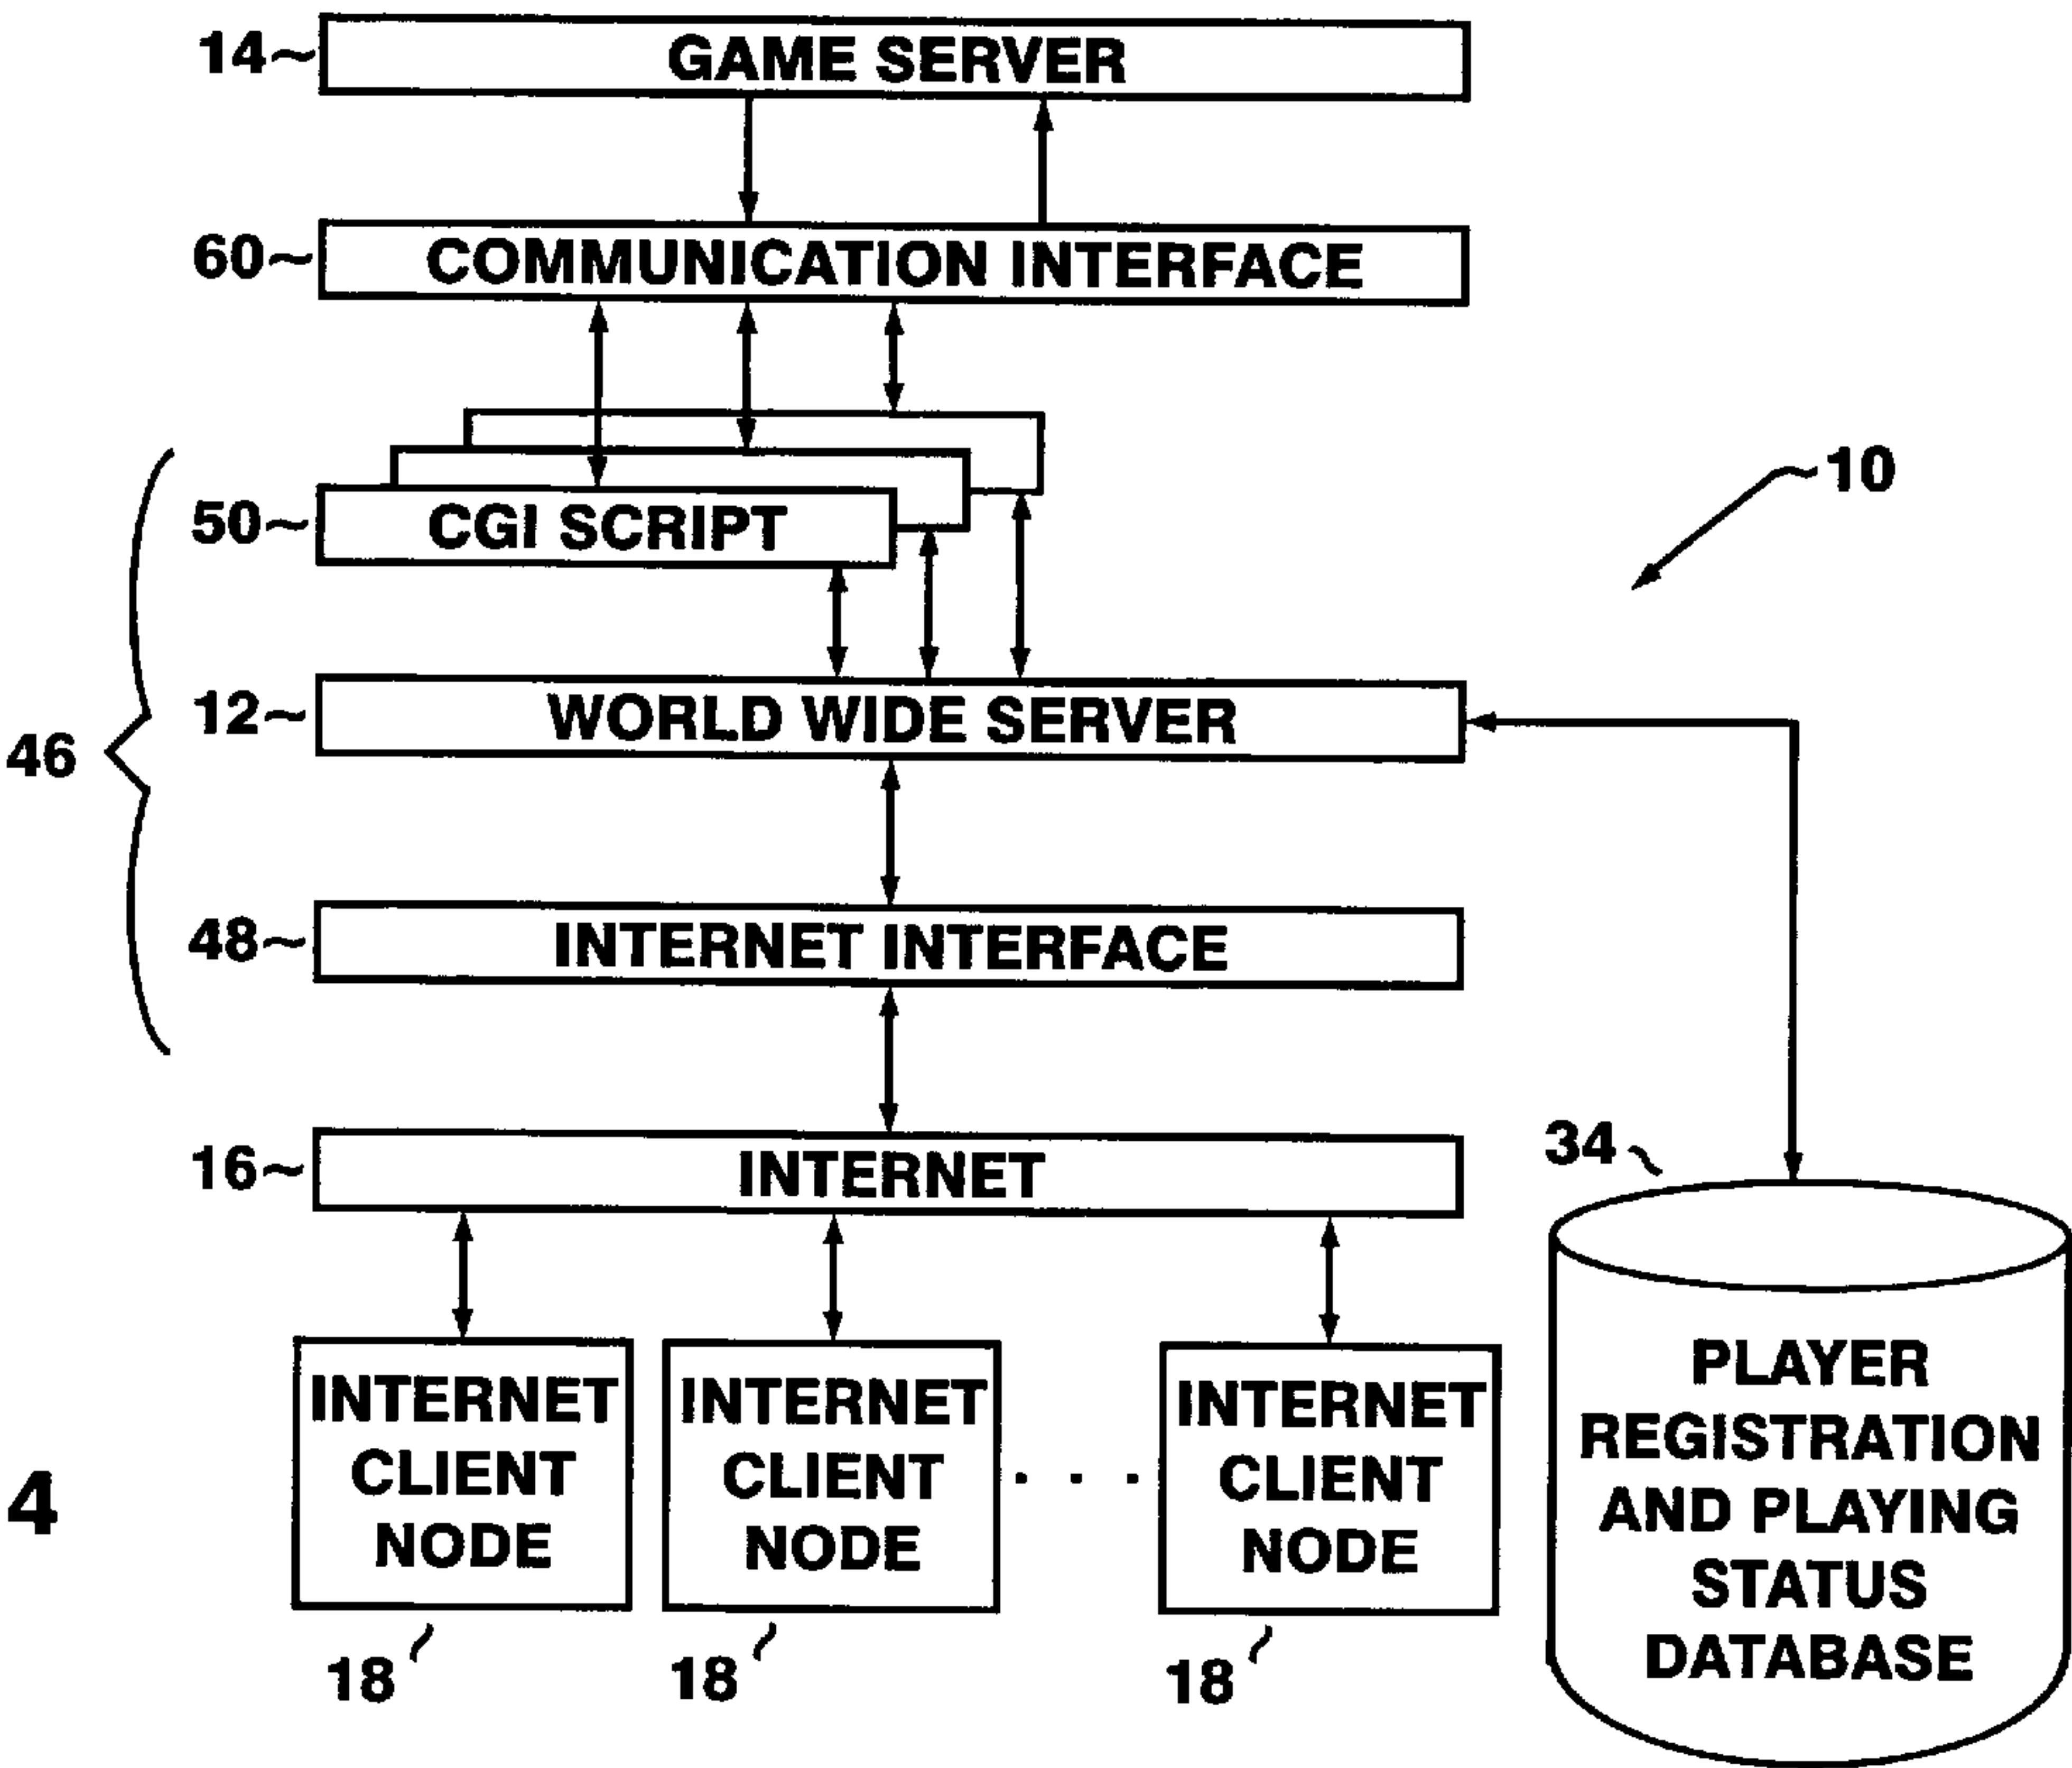 14 GAME SERVER
60 COMMUNICATION INTERFACE
10
50 CGI SCRIPT
12 WORLD WIDE SERVER
46
48 INTERNET INTERFACE
16 INTERNET
34
INTERNET
CLIENT
NODE
18
INTERNET
CLIENT
NODE
18
. . .
INTERNET
CLIENT
NODE
18
PLAYER
REGISTRATION
AND PLAYING
STATUS
DATABASE
4